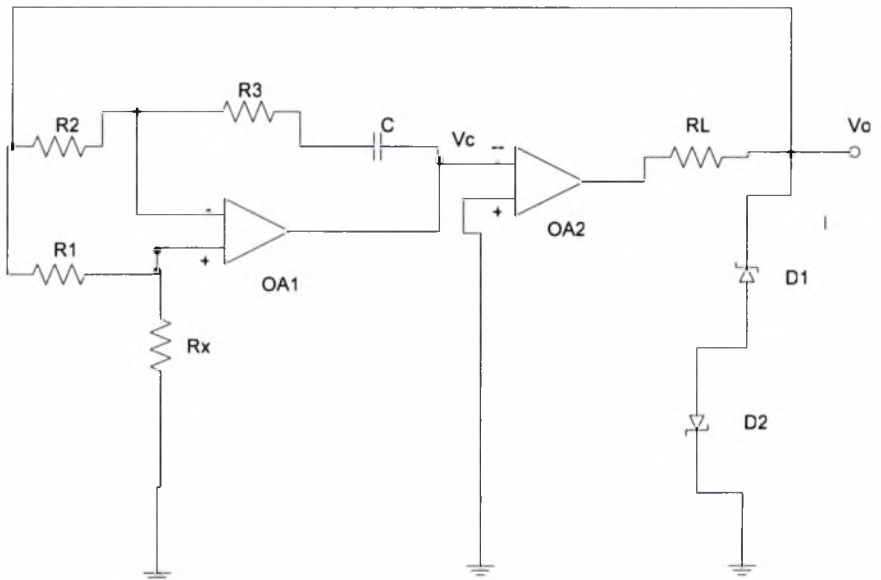 R3
R2
C
Vc
RL
Vo
--
-
+
OA2
R1
+
OA1
D1
Rx
D2